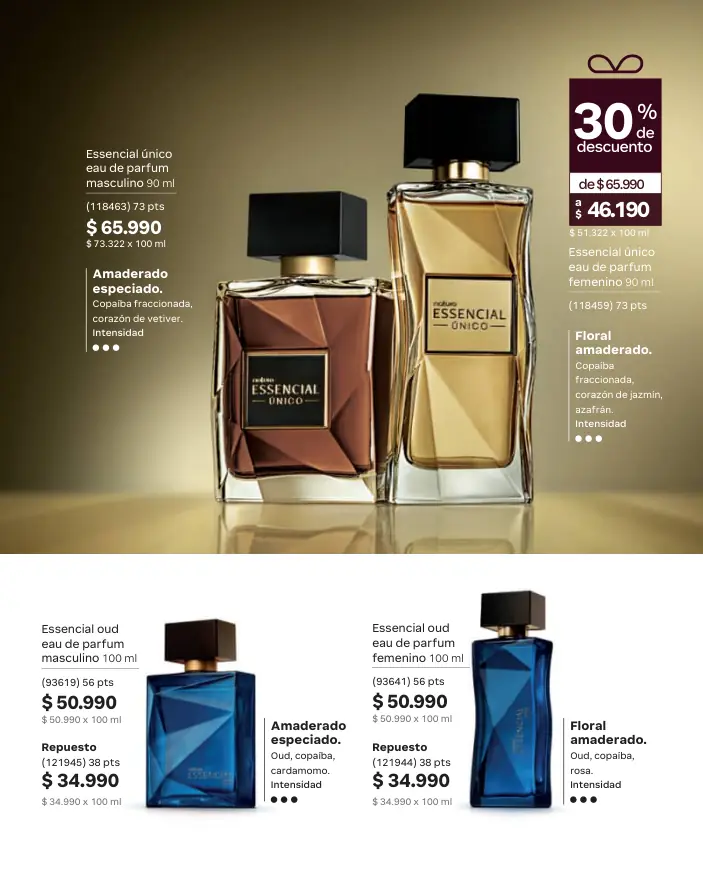 Essencial único
eau de parfum
masculino 90 ml
(118463) 73 pts
$ 65.990
$ 73.322 x 100 ml
Amaderado
especiado.
Copaíba fraccionada,
corazón de vetiver.
Intensidad
natura
ESSENCIAL
ÚNICO
natura
ESSENCIAL
ÚNICO
30 %
de
descuento
de $ 65.990
a
$ 46.190
$ 51.322 x 100 ml
Essencial único
eau de parfum
femenino 90 ml
(118459) 73 pts
Floral
amaderado.
Copaíba
fraccionada,
corazón de jazmín,
azafrán.
Intensidad
Essencial oud
eau de parfum
masculino 100 ml
(93619) 56 pts
$ 50.990
$ 50.990 x 100 ml
Repuesto
(121945) 38 pts
$ 34.990
$ 34.990 x 100 ml
natura
ESSENCIAL
Amaderado
especiado.
Oud, copaíba,
cardamomo.
Intensidad
Essencial oud
eau de parfum
femenino 100 ml
(93641) 56 pts
$ 50.990
$ 50.990 x 100 ml
Repuesto
(121944) 38 pts
$ 34.990
$ 34.990 x 100 ml
Floral
amaderado.
Oud, copaíba,
rosa.
Intensidad